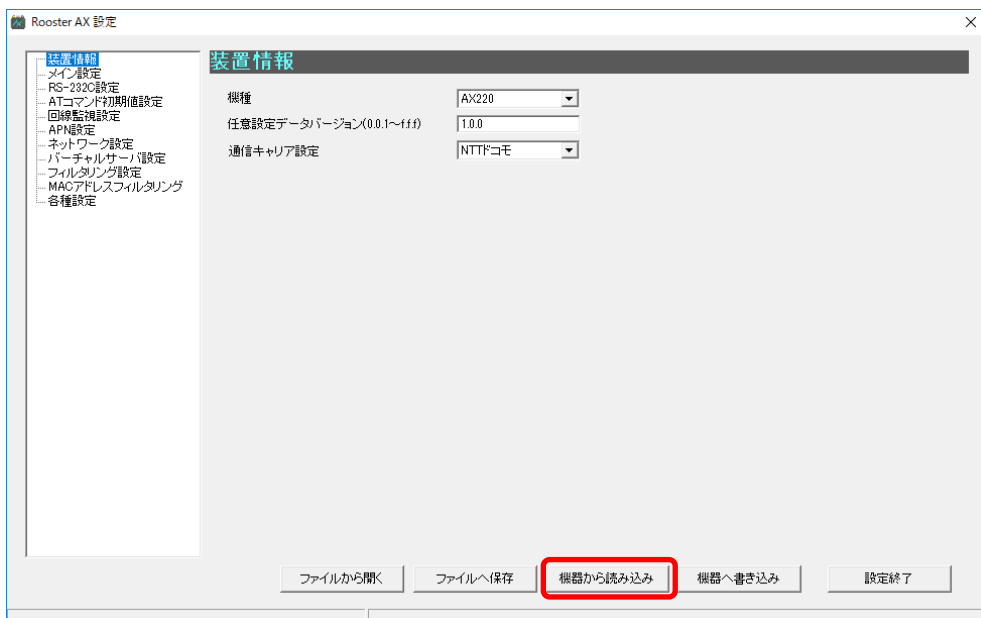 Rooster AX 設定
装置情報
メイン設定
RS-232C設定
ATコマンド初期値設定
回線監視設定
APN設定
ネットワーク設定
バーチャルサーバ設定
フィルタリング設定
MACアドレスフィルタリング
各種設定
装置情報
機種
AX220
任意設定データバージョン(0.0.1～f.f.f)
1.0.0
通信キャリア設定
NTTドコモ
ファイルから開く
ファイルへ保存
機器から読み込み
機器へ書き込み
設定終了